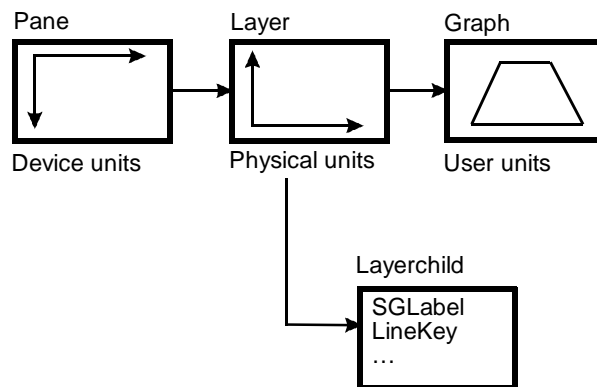 Pane
Layer
Graph
Device units
Physical units
User units
Layerchild
SGLabel
LineKey
...